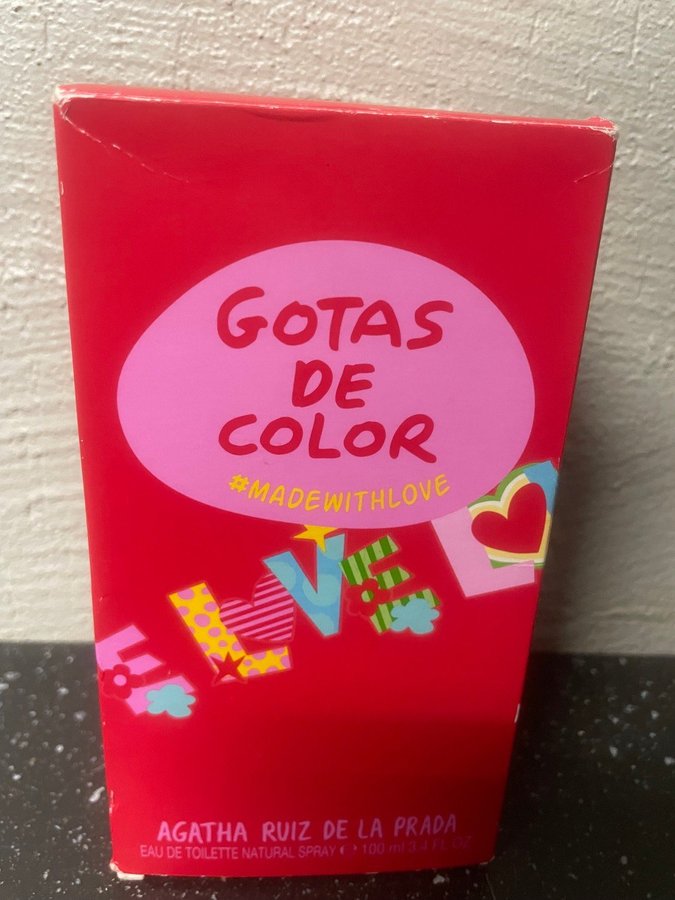 GOTAS
DE
COLOR
#MADEWITHLOVE
LOVE
AGATHA RUIZ DE LA PRADA
EAU DE TOILETTE NATURAL SPRAY ℮ 100 ml 3.4 FL OZ